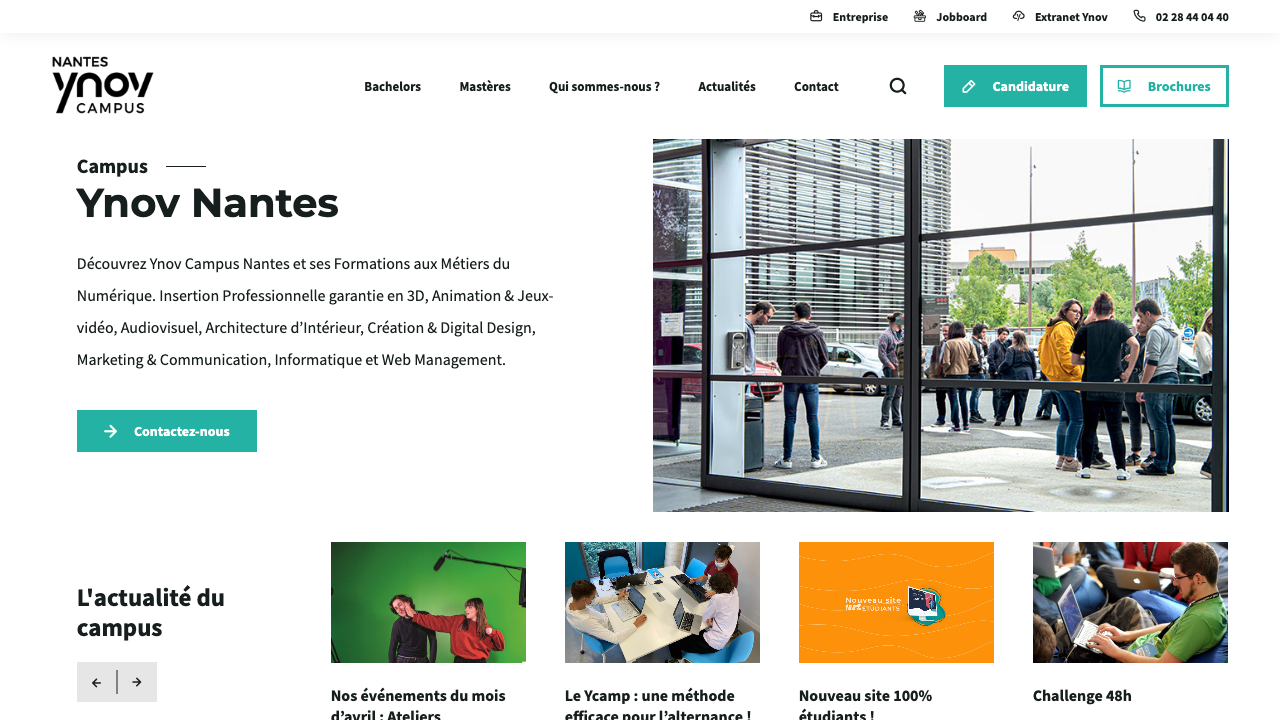 Entreprise
Jobboard
Extranet Ynov
02 28 44 04 40
NANTES
ynov
CAMPUS
Bachelors
Mastères
Qui sommes-nous ?
Actualités
Contact
Candidature
Brochures
Campus
Ynov Nantes
Découvrez Ynov Campus Nantes et ses Formations aux Métiers du
Numérique. Insertion Professionnelle garantie en 3D, Animation & Jeux-
vidéo, Audiovisuel, Architecture d’Intérieur, Création & Digital Design,
Marketing & Communication, Informatique et Web Management.
Contactez-nous
L'actualité du
campus
Nouveau site
ÉTUDIANTS
Nos événements du mois
d’avril : Ateliers
Le Ycamp : une méthode
efficace pour l’alternance !
Nouveau site 100%
étudiants !
Challenge 48h